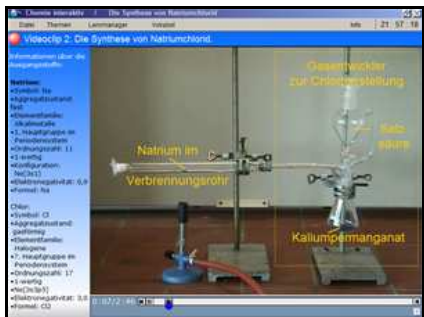 Chemie interaktiv / Die Synthese von Natriumchlorid
Datei Themen Lernmanager Vokabel Info 21 57 18
Videoclip 2: Die Synthese von Natriumchlorid.
Informationen über die
Ausgangsstoffe:
Natrium:
•Symbol: Na
•Aggregatzustand:
fest
•Elementfamilie:
Alkalimetalle
•1. Hauptgruppe im
Periodensystem
•Ordnungszahl: 11
•1-wertig
•Konfiguration:
Ne(3s1)
•Elektronegativität: 0,9
•Formel: Na
Chlor:
•Symbol: Cl
•Aggregatzustand:
gasförmig
•Elementfamilie:
Halogene
•7. Hauptgruppe im
Periodensystem
•Ordnungszahl: 17
•1-wertig
•Ne(3s3p5)
•Elektronegativität: 3,0
•Formel: Cl2
Gasentwickler
zur Chlorherstellung
Salz
säure
Natrium im
Verbrennungsrohr
Kaliumpermanganat
0:07/2:46